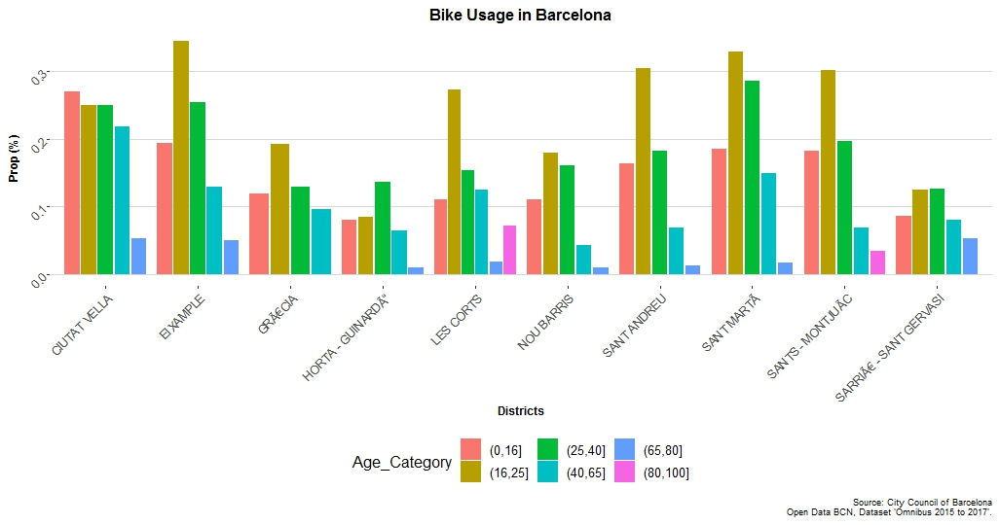 Bike Usage in Barcelona
Prop (%)
0,3
0,2
0,1
0,0
CIUTAT VELLA
EIXAMPLE
GRÃ€CIA
HORTA - GUINARDÃ“
LES CORTS
NOU BARRIS
SANT ANDREU
SANT MARTÃ
SANTS - MONTJUÃC
SARRIÃ€ - SANT GERVASI
Districts
Age_Category
(0,16]
(16,25]
(25,40]
(40,65]
(65,80]
(80,100]
Source: City Council of Barcelona
Open Data BCN, Dataset 'Omnibus 2015 to 2017'.